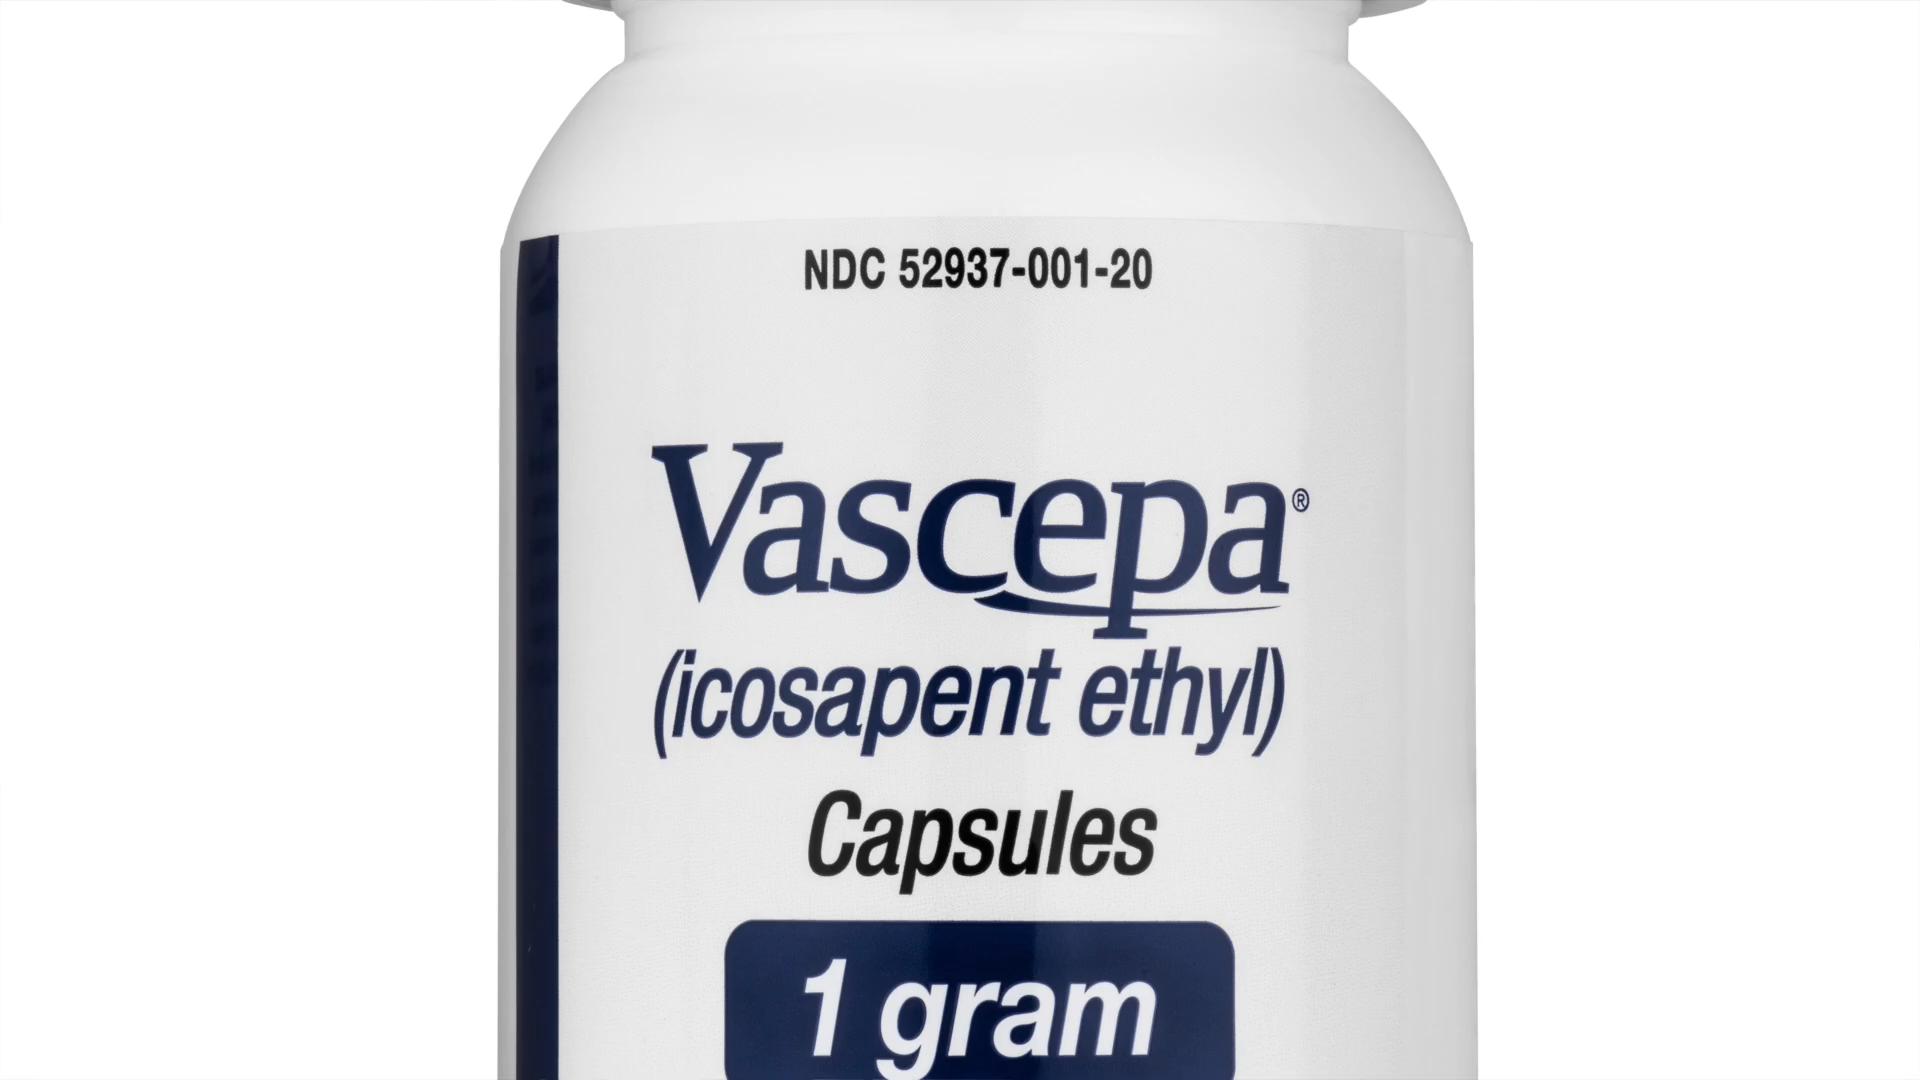 NDC 52937-001-20
Vascepa®
(icosapent ethyl)
Capsules
1 gram